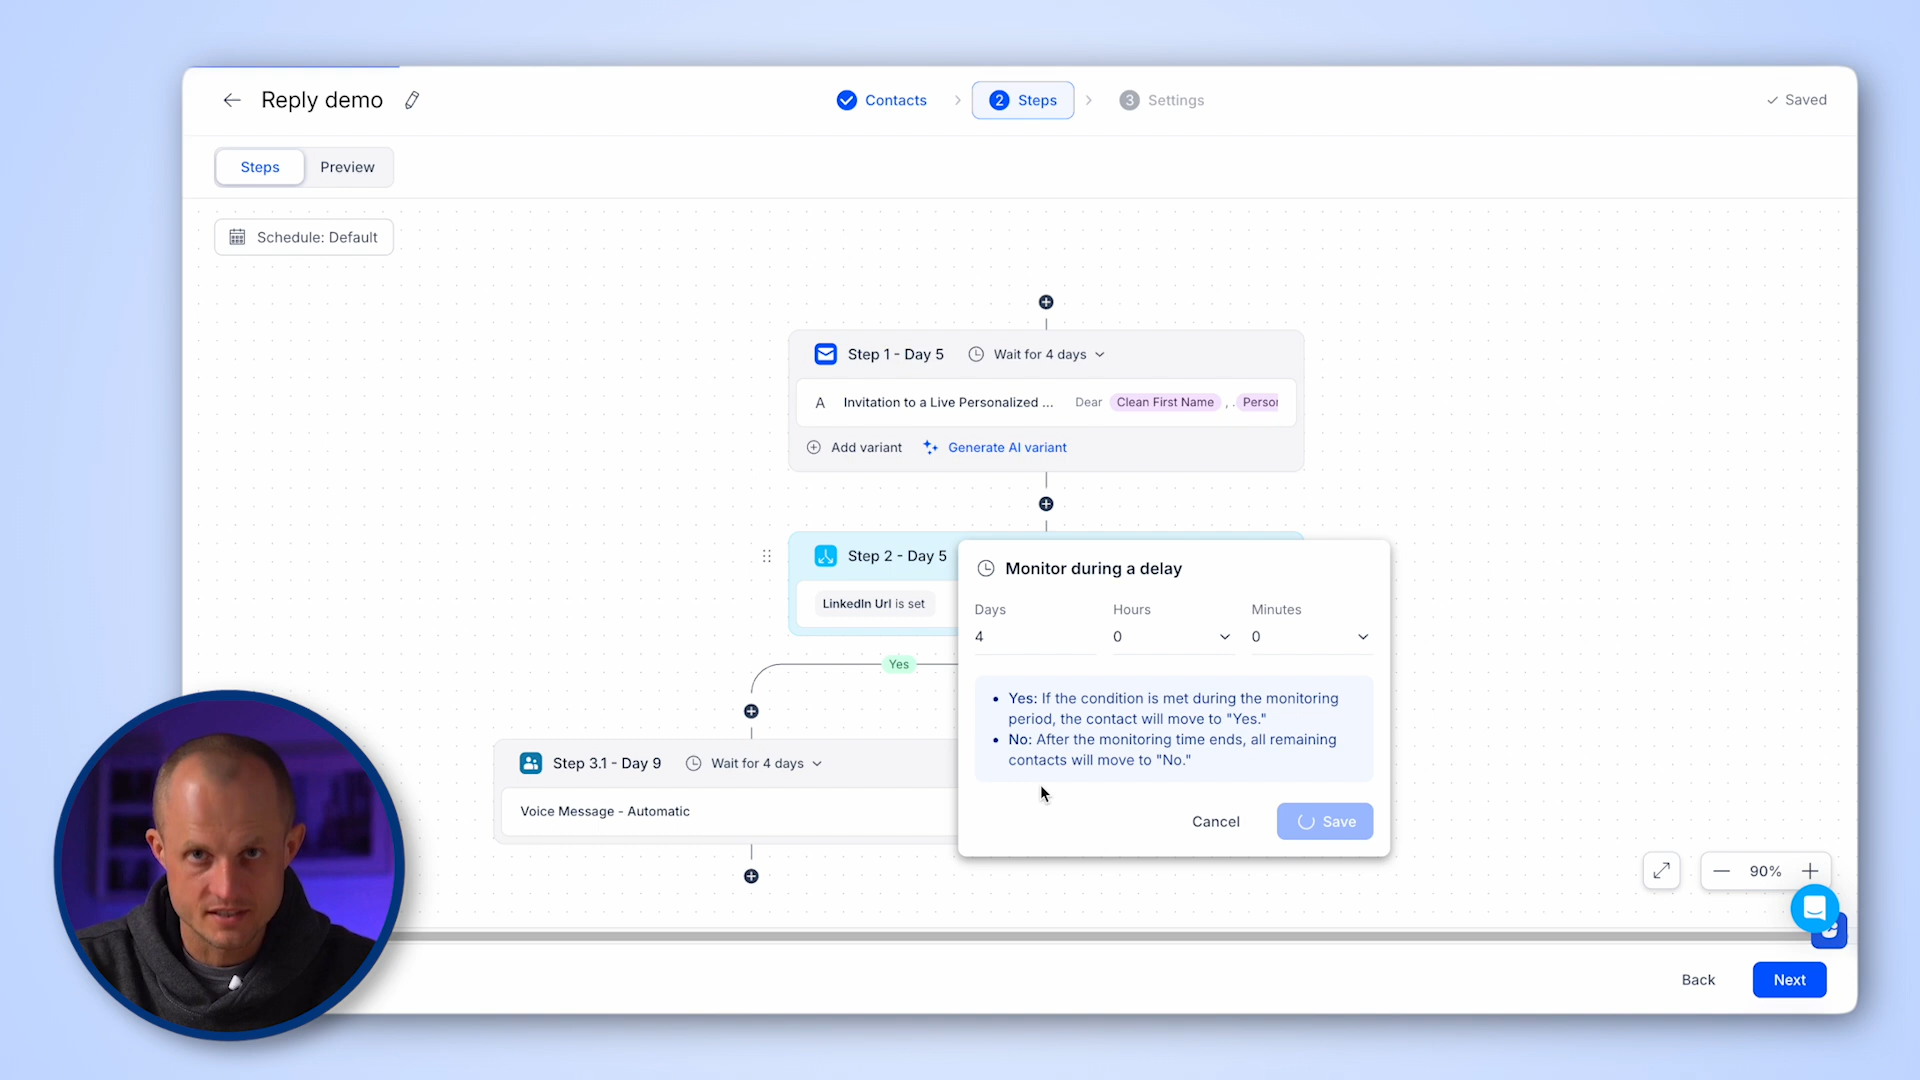 Reply demo
Contacts
2 Steps
3 Settings
Saved
Steps
Preview
Schedule: Default
Step 1 - Day 5
Wait for 4 days
A
Invitation to a Live Personalized ...
Dear Clean First Name , . Person
Add variant
Generate AI variant
Step 2 - Day 5
LinkedIn Url is set
Monitor during a delay
Days
Hours
Minutes
4
0
0
Yes
Yes: If the condition is met during the monitoring
period, the contact will move to "Yes."
No: After the monitoring time ends, all remaining
contacts will move to "No."
Step 3.1 - Day 9
Wait for 4 days
Voice Message - Automatic
Cancel
Save
90%
Back
Next